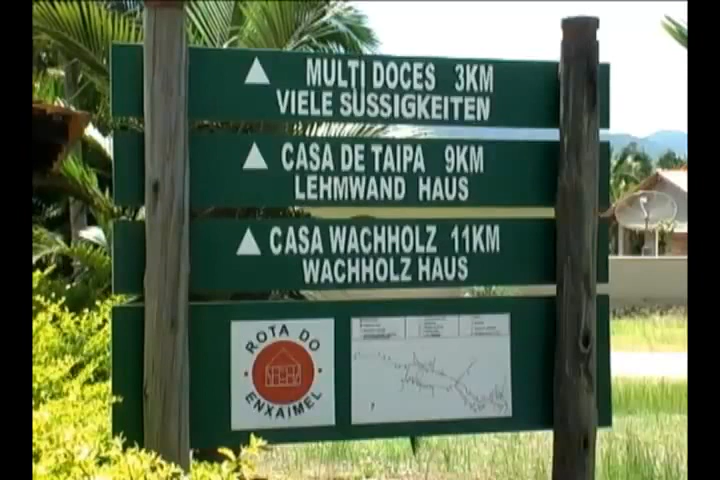 MULTI DOCES 3KM
VIELE SUSSIGKEITEN
CASA DE TAIPA 9KM
LEHMWAND HAUS
CASA WACHHOLZ 11KM
WACHHOLZ HAUS
ROTA DO
ENXAIMEL